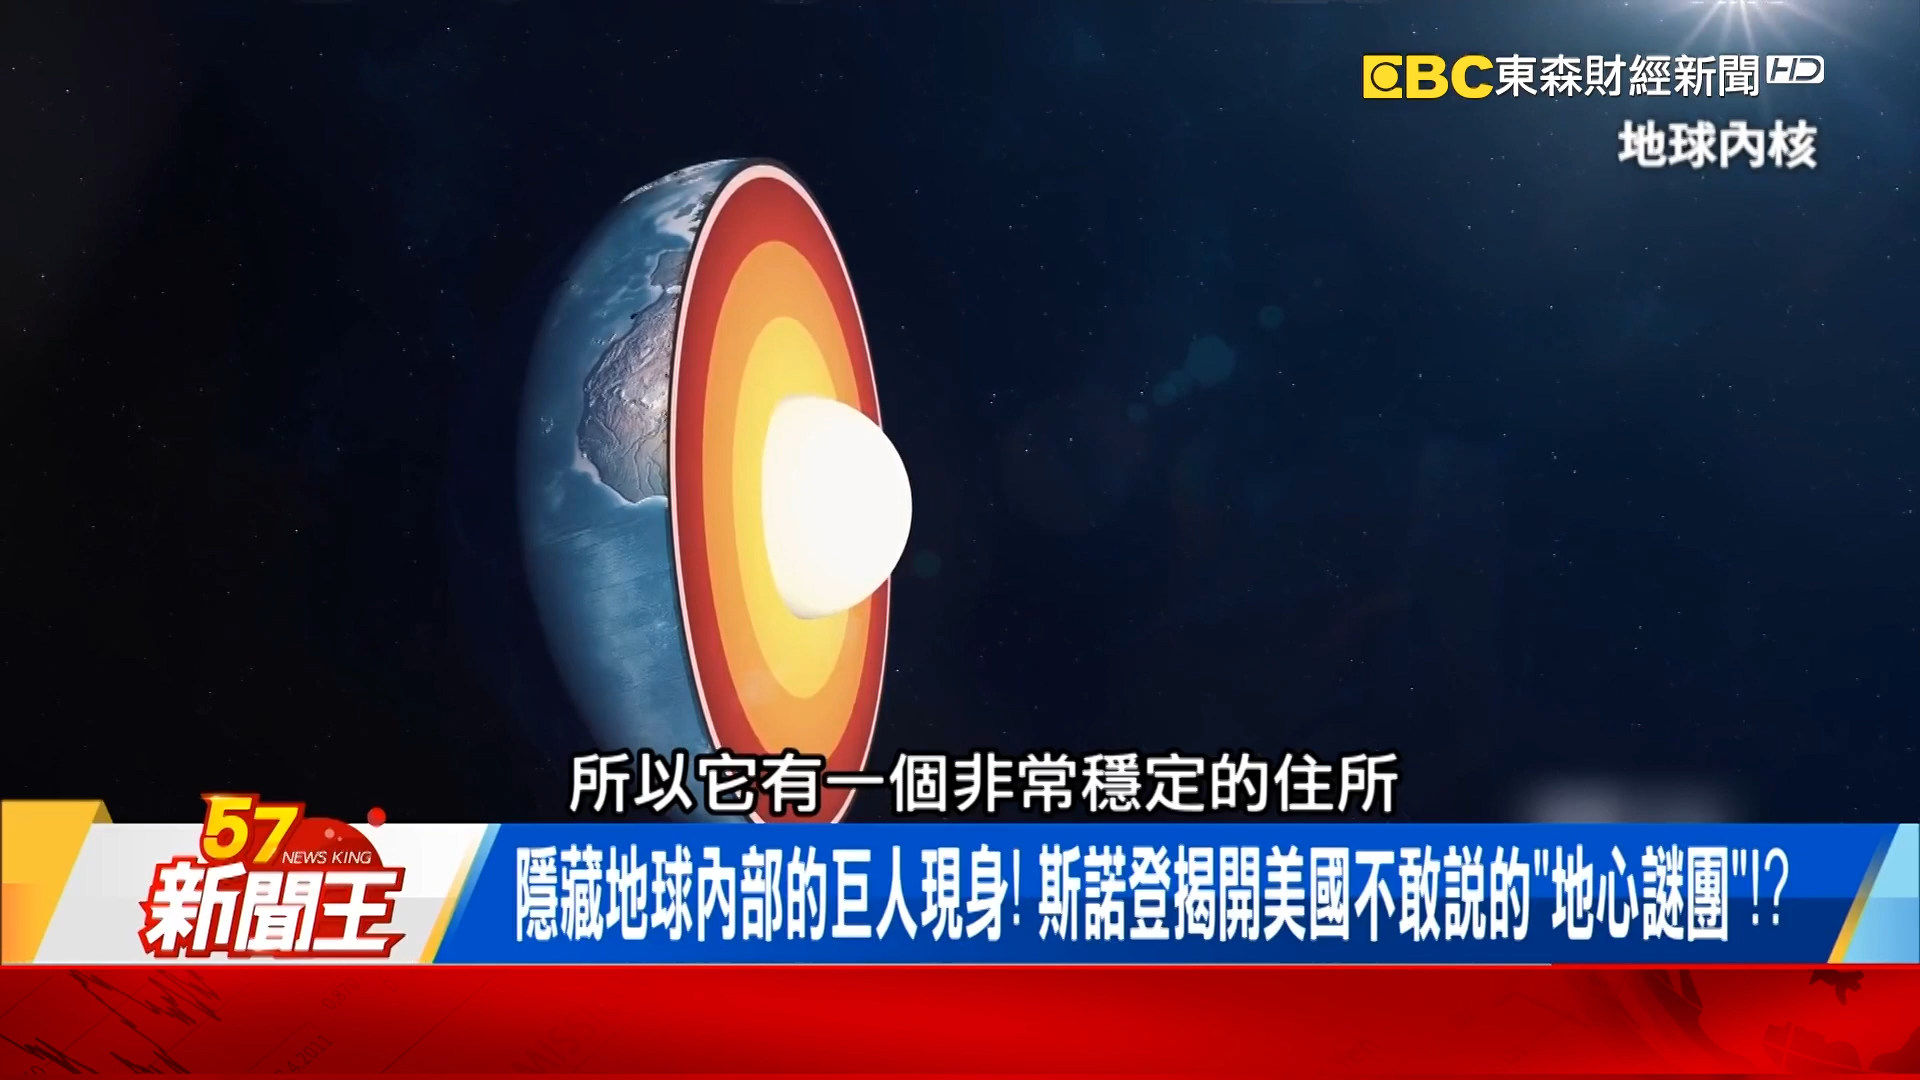 EBC東森財經新聞HD
地球內核
所以它有一個非常穩定的住所
57
NEWS KING
新聞王
隱藏地球內部的巨人現身! 斯諾登揭開美國不敢説的"地心謎團"!?